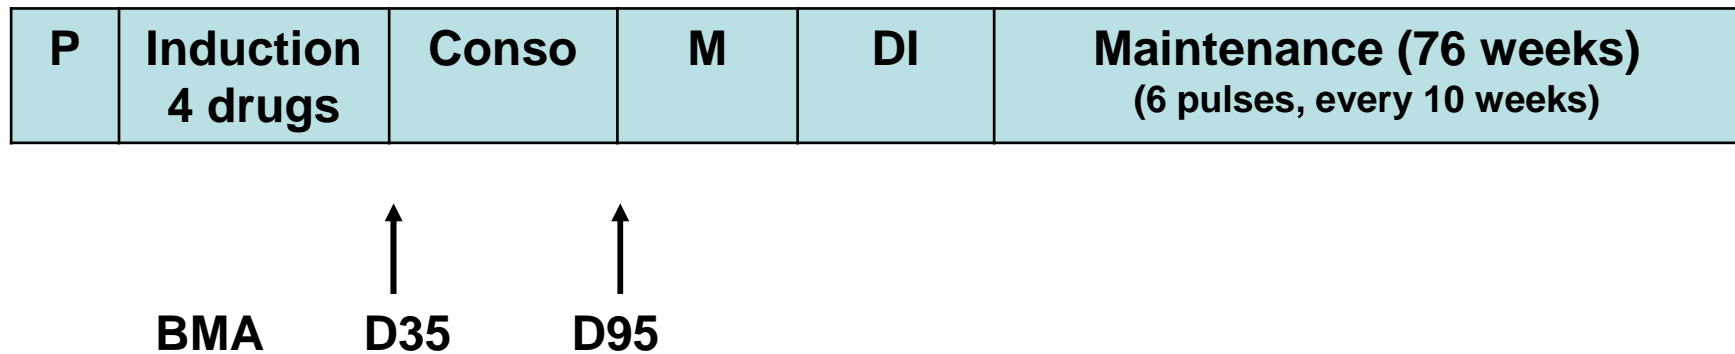 P
Induction
4 drugs
Conso
M
DI
Maintenance (76 weeks)
(6 pulses, every 10 weeks)
BMA
D35
D95